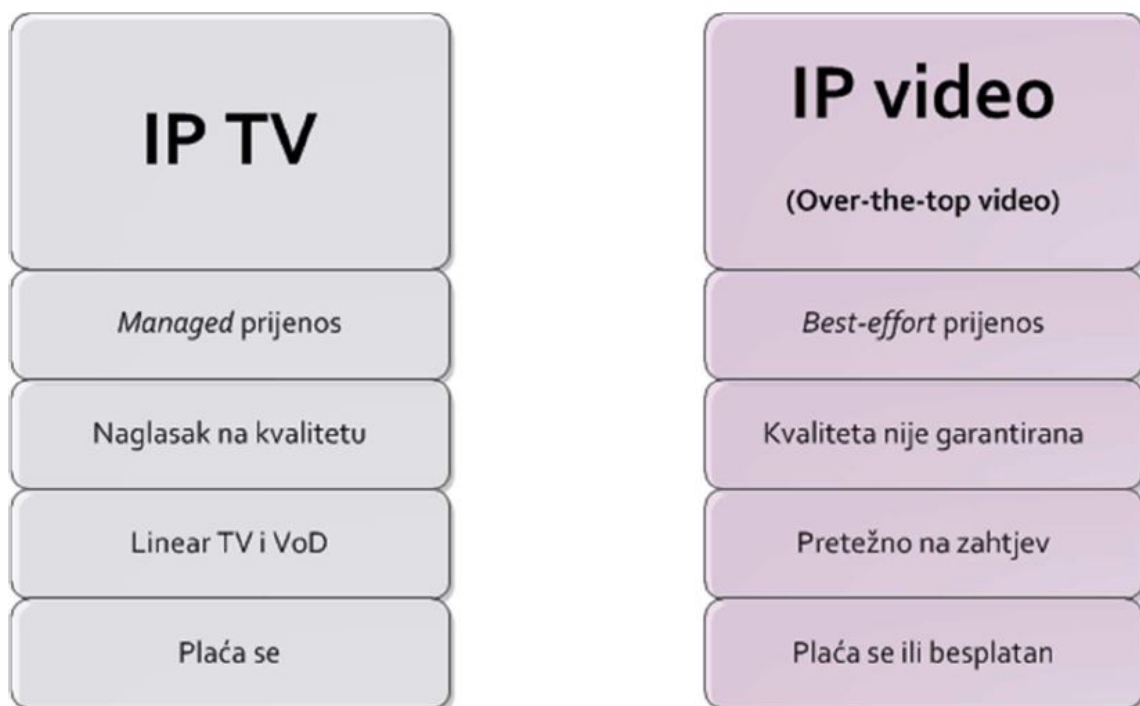 IP TV
Managed prijenos
Naglasak na kvalitetu
Linear TV i VoD
Plaća se
IP video
(Over-the-top video)
Best-effort prijenos
Kvaliteta nije garantirana
Pretežno na zahtjev
Plaća se ili besplatan